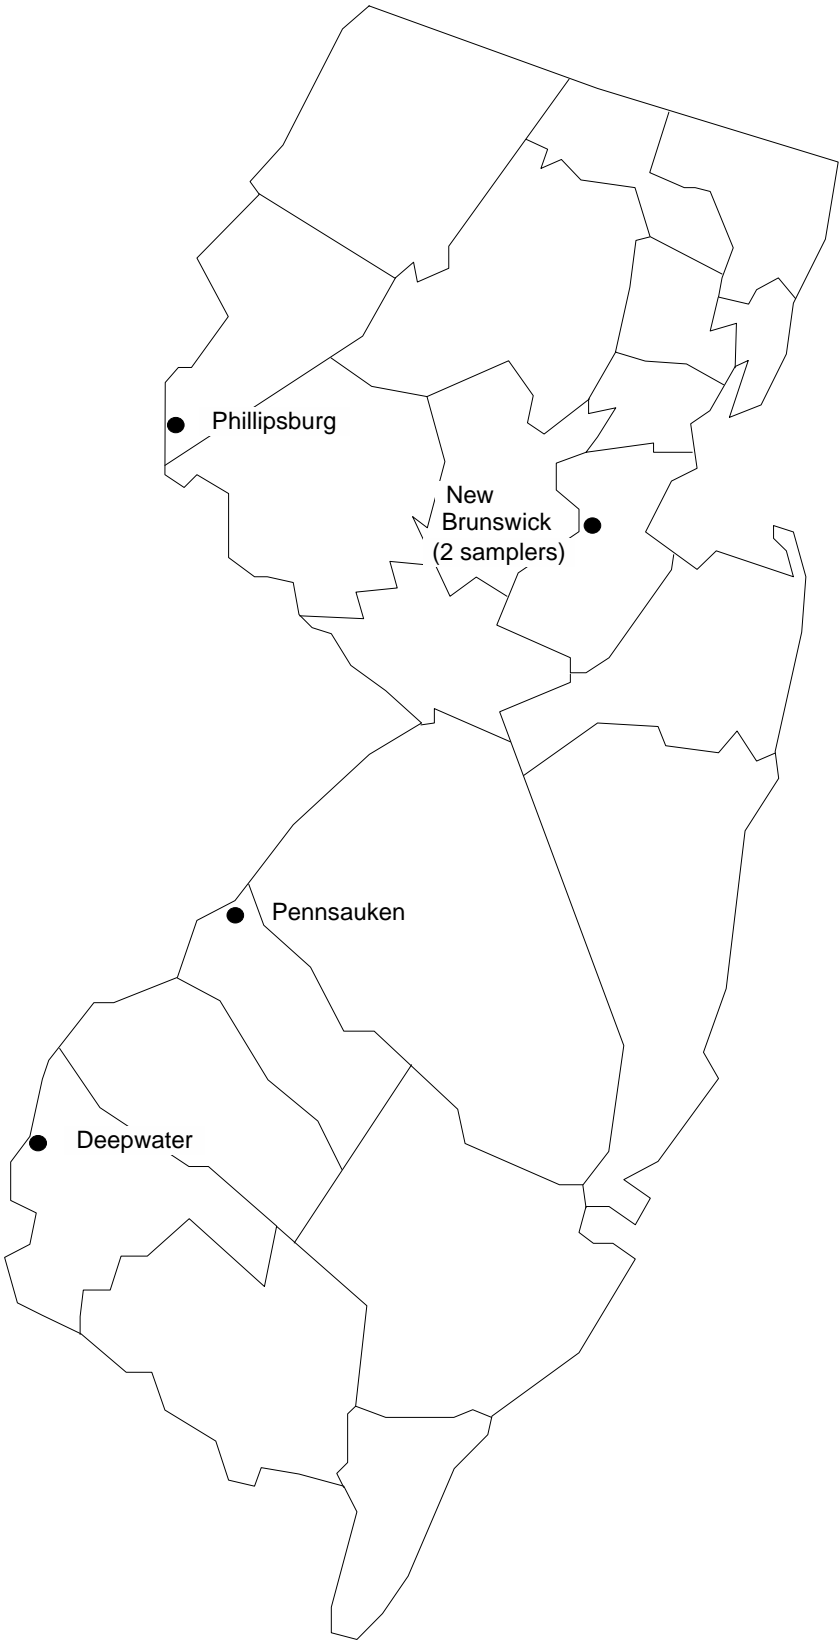 Phillipsburg
New
Brunswick
(2 samplers)
Pennsauken
Deepwater